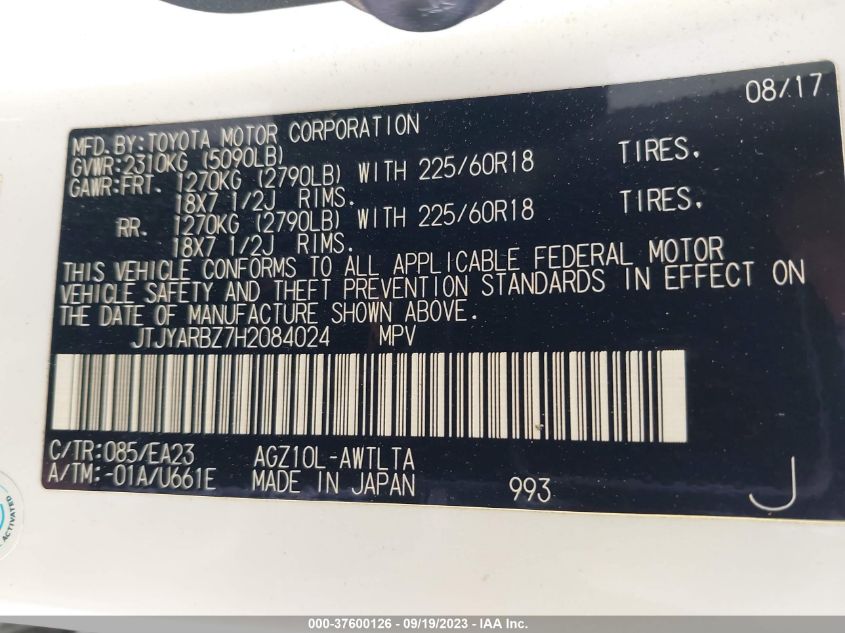 08/17
MFD. BY: TOYOTA MOTOR CORPORATION
GVWR: 2310KG (5090LB)
GAWR: FRT. 1270KG (2790LB) WITH 225/60R18 TIRES.
18X7 1/2J RIMS.
RR. 1270KG (2790LB) WITH 225/60R18 TIRES.
18X7 1/2J RIMS.
THIS VEHICLE CONFORMS TO ALL APPLICABLE FEDERAL MOTOR
VEHICLE SAFETY AND THEFT PREVENTION STANDARDS IN EFFECT ON
THE DATE OF MANUFACTURE SHOWN ABOVE.
JTJYARBZ7H2084024 MPV
C/TR: 085/EA23 AGZ10L-AWTLTA
A/TM: -01A/U661E MADE IN JAPAN 993 J
ACTIVATED
000-37600126 - 09/19/2023 - IAA Inc.